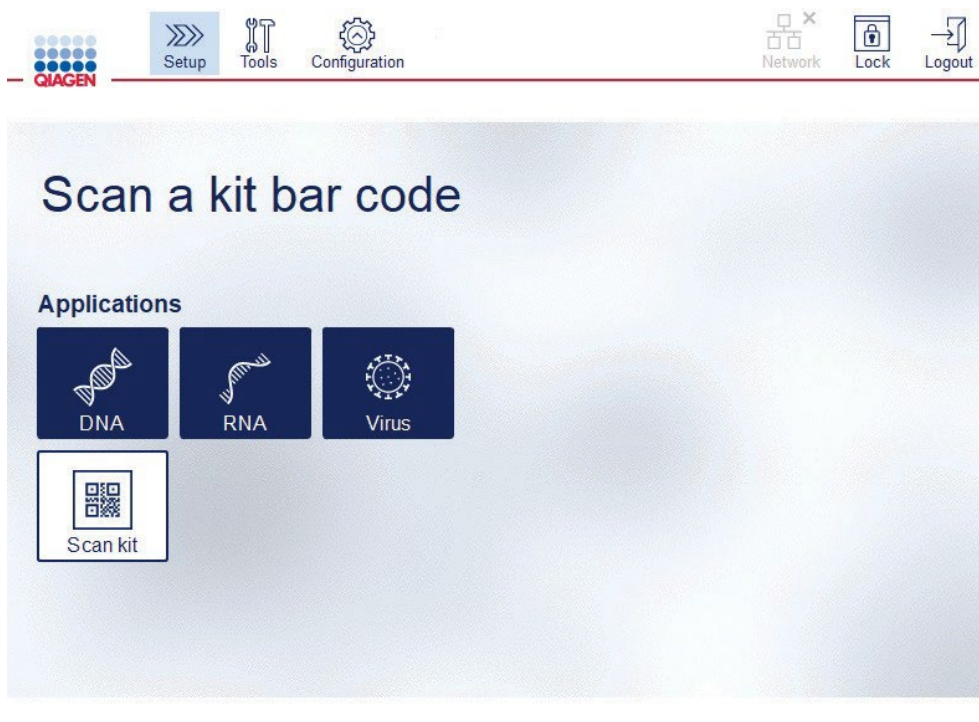 QIAGEN
Setup
Tools
Configuration
Network
Lock
Logout
Scan a kit bar code
Applications
DNA
RNA
Virus
Scan kit